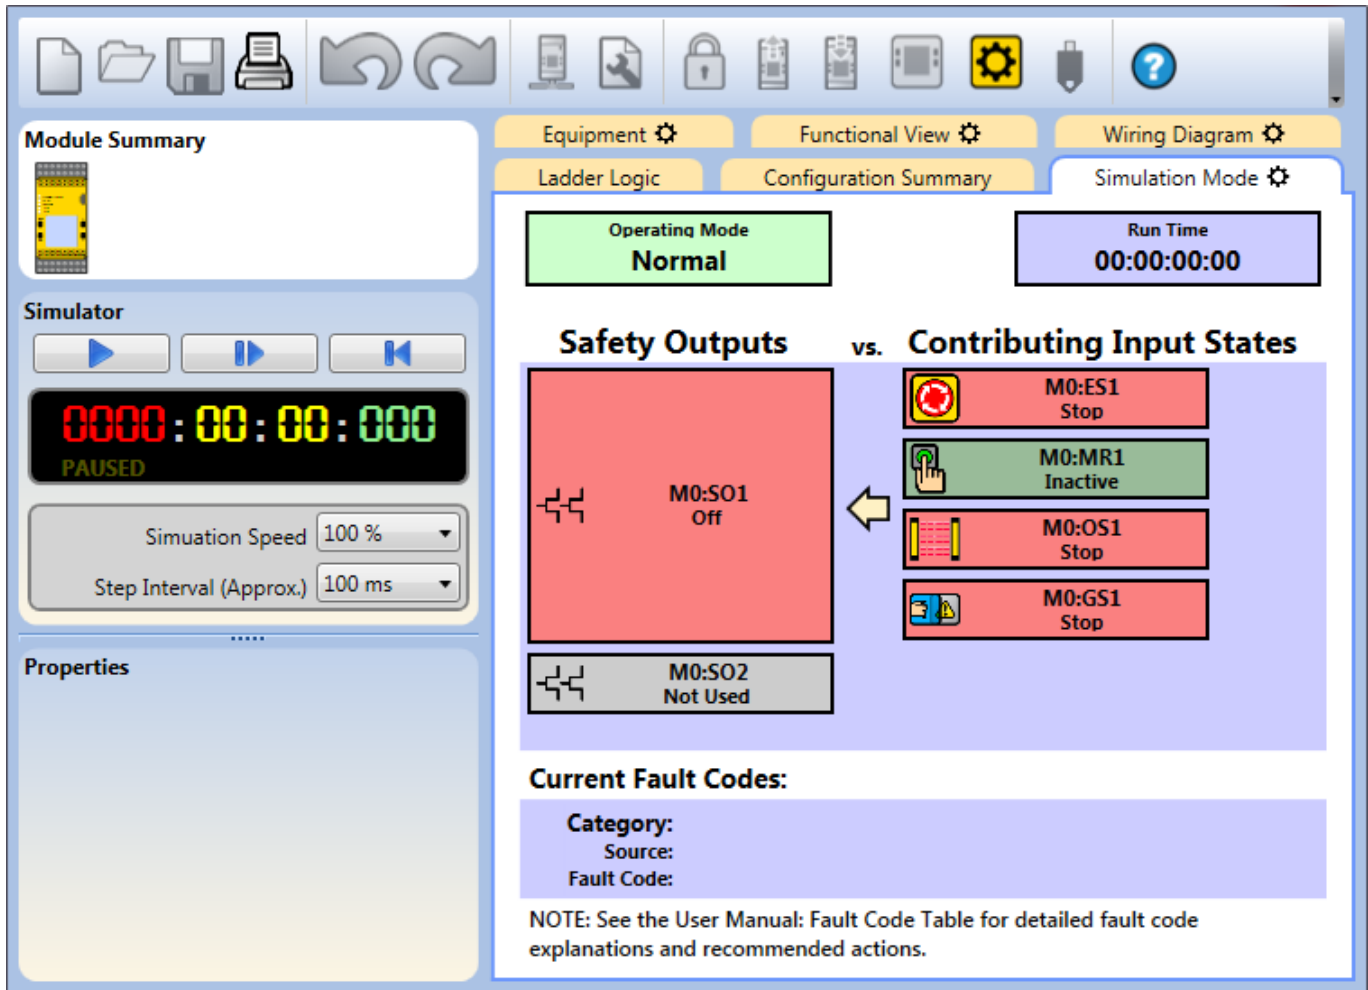 Module Summary
Equipment
Functional View
Wiring Diagram
Ladder Logic
Configuration Summary
Simulation Mode
Operating Mode
Normal
Run Time
00:00:00:00
Simulator
0000:00:00:000
PAUSED
Simuation Speed
100 %
Step Interval (Approx.)
100 ms
Properties
Safety Outputs vs. Contributing Input States
M0:SO1
Off
M0:SO2
Not Used
M0:ES1
Stop
M0:MR1
Inactive
M0:OS1
Stop
M0:GS1
Stop
Current Fault Codes:
Category:
Source:
Fault Code:
NOTE: See the User Manual: Fault Code Table for detailed fault code
explanations and recommended actions.